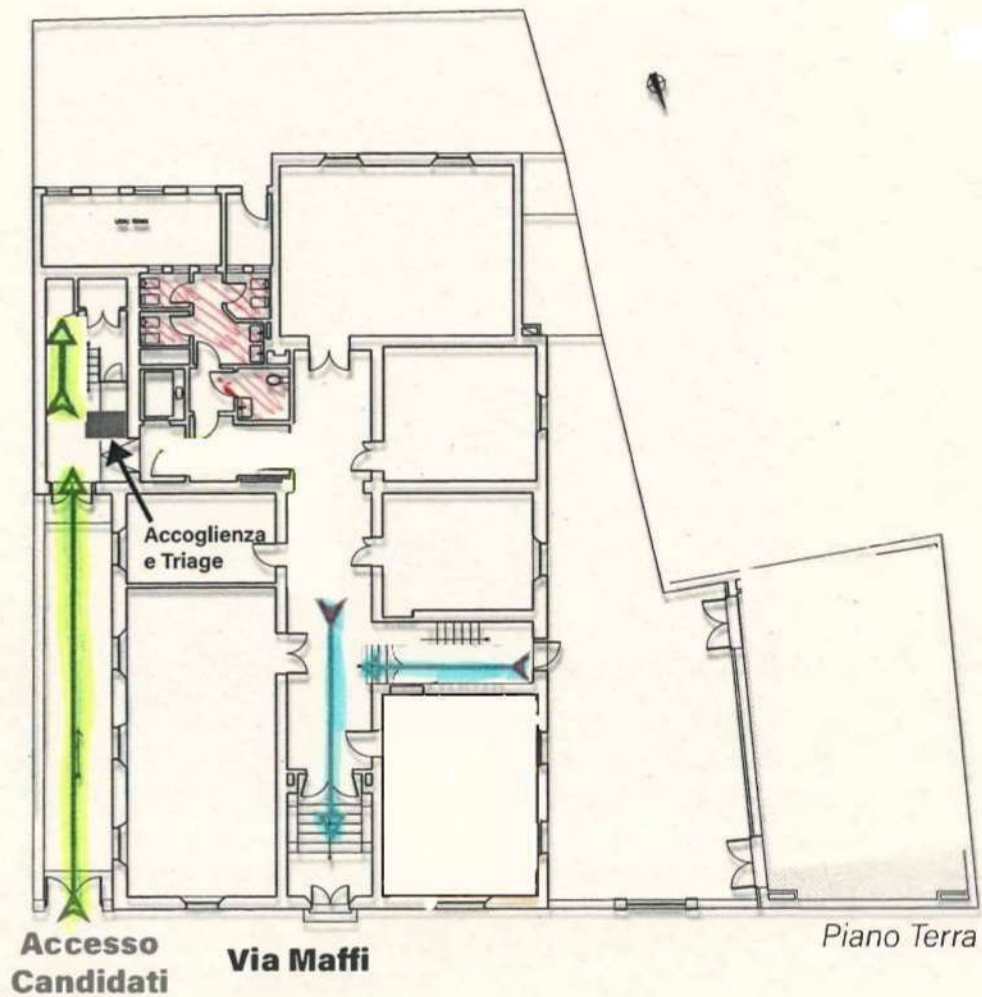 Accoglienza
e Triage
Accesso
Candidati
Via Maffi
Piano Terra